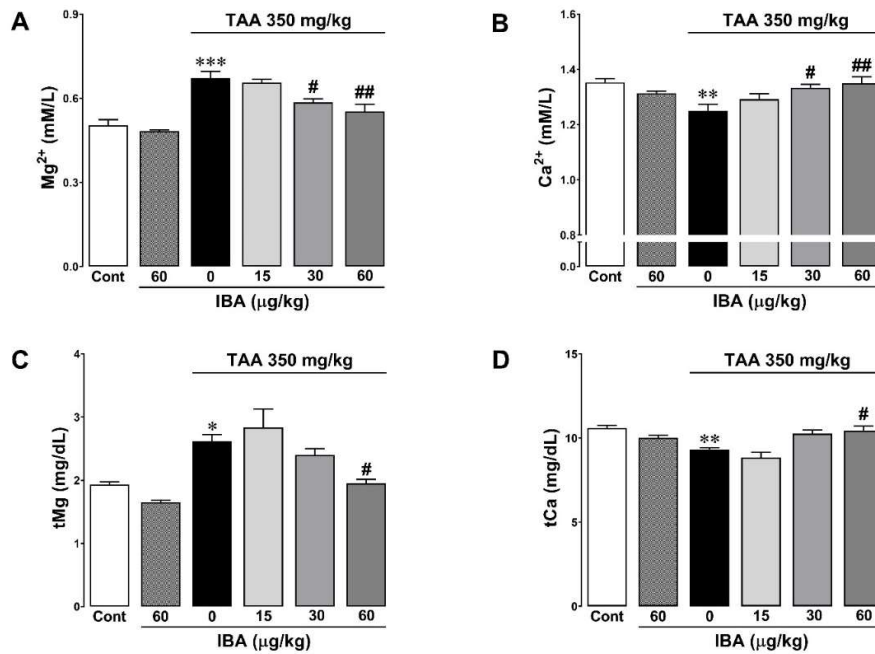 A
TAA 350 mg/kg
Mg2+ (mM/L)
0.9
0.6
0.3
0.0
***
#
##
Cont 60 0 15 30 60
IBA (µg/kg)
B
TAA 350 mg/kg
Ca2+ (mM/L)
1.6
1.4
1.2
1.0
0.8
0.0
**
#
##
Cont 60 0 15 30 60
IBA (µg/kg)
C
TAA 350 mg/kg
tMg (mg/dL)
4
3
2
1
0
*
#
Cont 60 0 15 30 60
IBA (µg/kg)
D
TAA 350 mg/kg
tCa (mg/dL)
15
10
5
0
**
#
Cont 60 0 15 30 60
IBA (µg/kg)